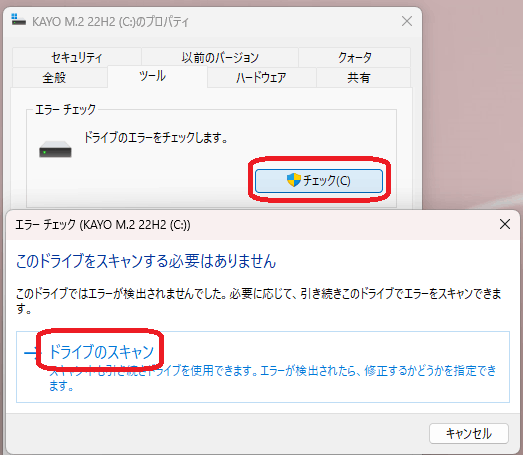 KAYO M.2 22H2 (C:)のプロパティ
セキュリティ 以前のバージョン クォータ
全般 ツール ハードウェア 共有
エラー チェック
ドライブのエラーをチェックします。
チェック(C)
エラー チェック (KAYO M.2 22H2 (C:))
このドライブをスキャンする必要はありません
このドライブではエラーが検出されませんでした。必要に応じて、引き続きこのドライブでエラーをスキャンできま
す。
→ ドライブのスキャン
スキャン中も引き続きドライブを使用できます。エラーが検出されたら、修正するかどうかを指定でき
ます。
キャンセル